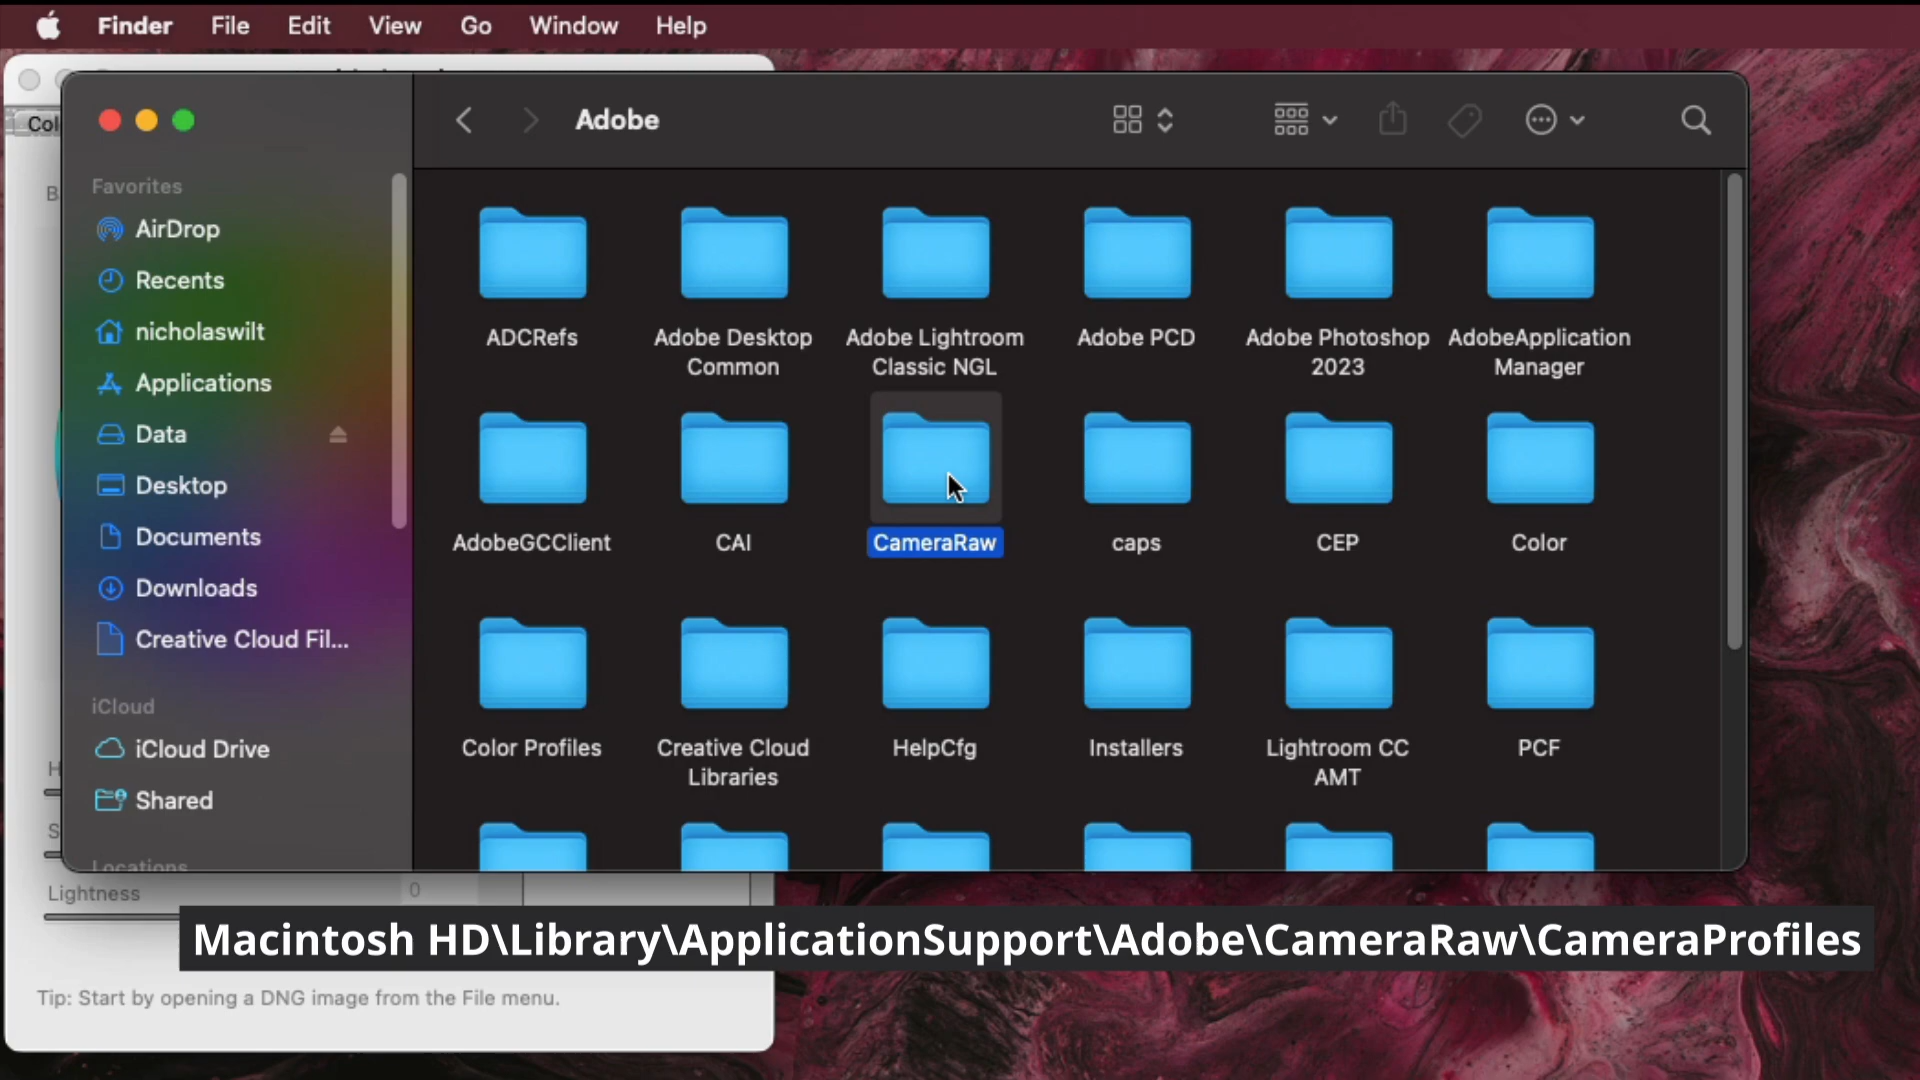 Finder File Edit View Go Window Help
Adobe
Favorites
AirDrop
Recents
nicholaswilt
Applications
Data
Desktop
Documents
Downloads
Creative Cloud Fil...
iCloud
iCloud Drive
Shared
Locations
ADCRefs
Adobe Desktop
Common
Adobe Lightroom
Classic NGL
Adobe PCD
Adobe Photoshop
2023
AdobeApplication
Manager
AdobeGCClient
CAI
CameraRaw
caps
CEP
Color
Color Profiles
Creative Cloud
Libraries
HelpCfg
Installers
Lightroom CC
AMT
PCF
Lightness 0
Macintosh HD\Library\ApplicationSupport\Adobe\CameraRaw\CameraProfiles
Tip: Start by opening a DNG image from the File menu.